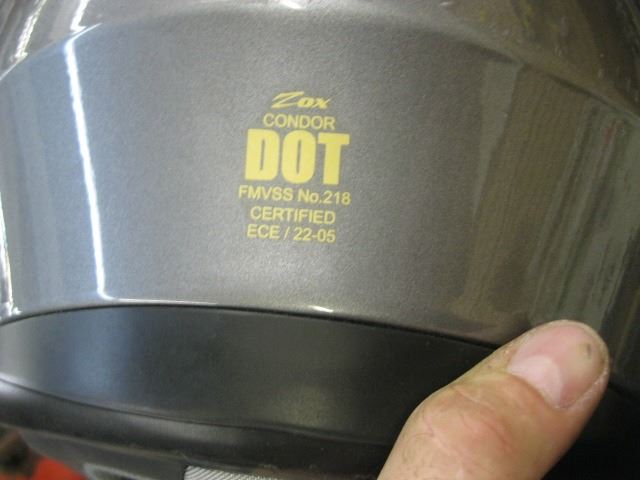 Zox
CONDOR
DOT
FMVSS No.218
CERTIFIED
ECE / 22-05